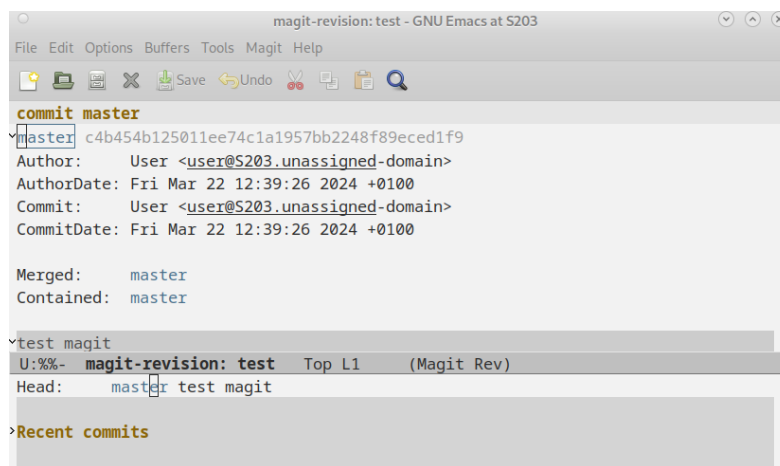 magit-revision: test - GNU Emacs at S203
File Edit Options Buffers Tools Magit Help
Save Undo
commit master
master c4b454b125011ee74c1a1957bb2248f89eced1f9
Author: User <user@S203.unassigned-domain>
AuthorDate: Fri Mar 22 12:39:26 2024 +0100
Commit: User <user@S203.unassigned-domain>
CommitDate: Fri Mar 22 12:39:26 2024 +0100
Merged: master
Contained: master
test magit
U:%%- magit-revision: test Top L1 (Magit Rev)
Head: master test magit
Recent commits